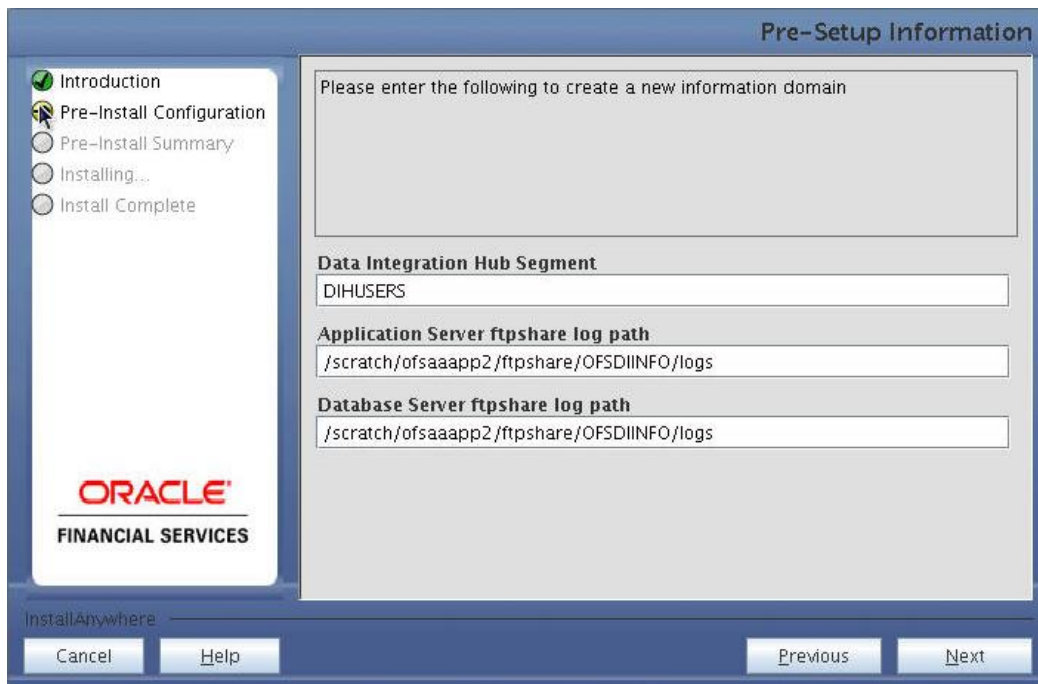 Pre-Setup Information
Introduction
Pre-Install Configuration
Pre-Install Summary
Installing...
Install Complete
Please enter the following to create a new information domain
Data Integration Hub Segment
DIHUSERS
Application Server ftpshare log path
/scratch/ofsaaapp2/ftpshare/OFSDIINFO/logs
Database Server ftpshare log path
/scratch/ofsaaapp2/ftpshare/OFSDIINFO/logs
ORACLE
FINANCIAL SERVICES
InstallAnywhere
Cancel
Help
Previous
Next